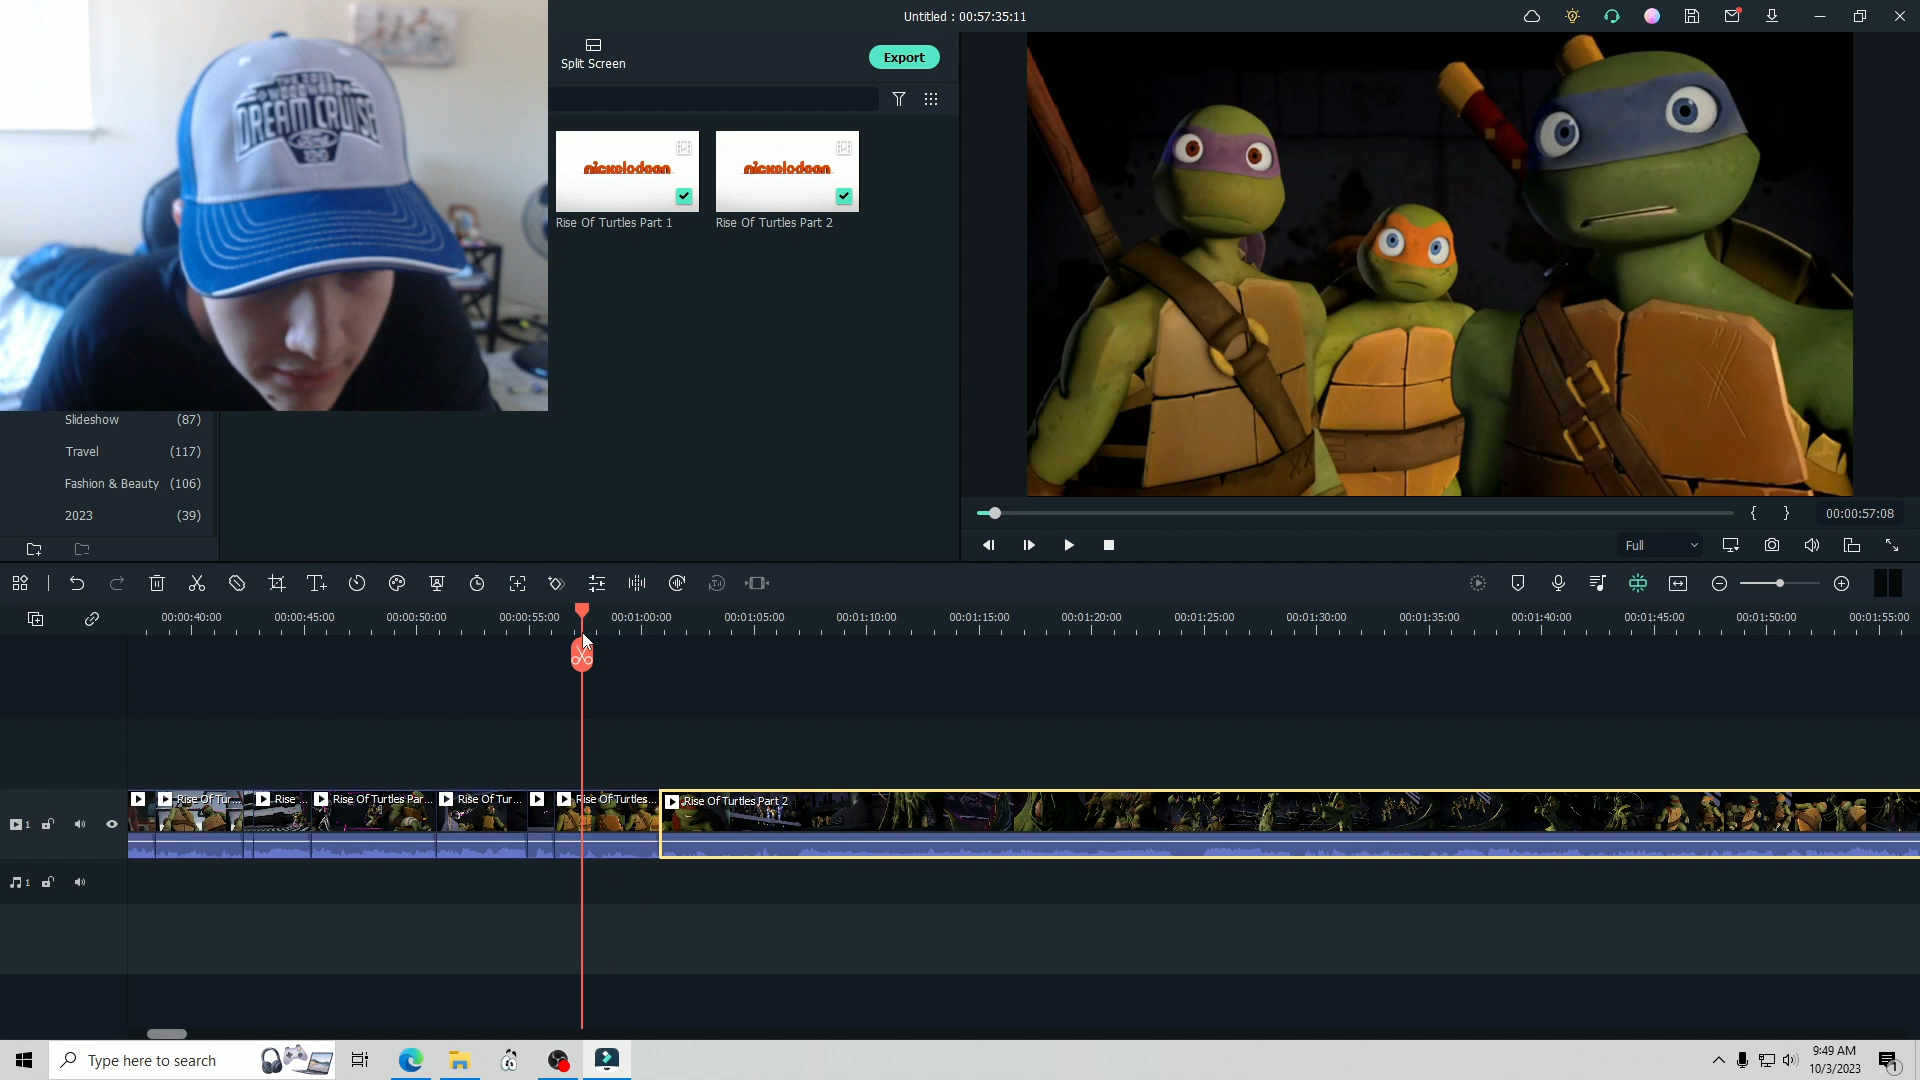 Untitled : 00:57:35:11
Split Screen
Export
DREAM CRUISE
nickelodeon
nickelodeon
Rise Of Turtles Part 1
Rise Of Turtles Part 2
Slideshow (87)
Travel (117)
Fashion & Beauty (106)
2023 (39)
{ } 00:00:57:08
Full
00:00:40:00 00:00:45:00 00:00:50:00 00:00:55:00 00:01:00:00 00:01:05:00 00:01:10:00 00:01:15:00 00:01:20:00 00:01:25:00 00:01:30:00 00:01:35:00 00:01:40:00 00:01:45:00 00:01:50:00 00:01:55:00
Rise Of Tur... Rise ... Rise Of Turtles Par... Rise Of Tur... Rise Of Turtles... Rise Of Turtles Part 2
1
1
Type here to search
9:49 AM
10/3/2023
1